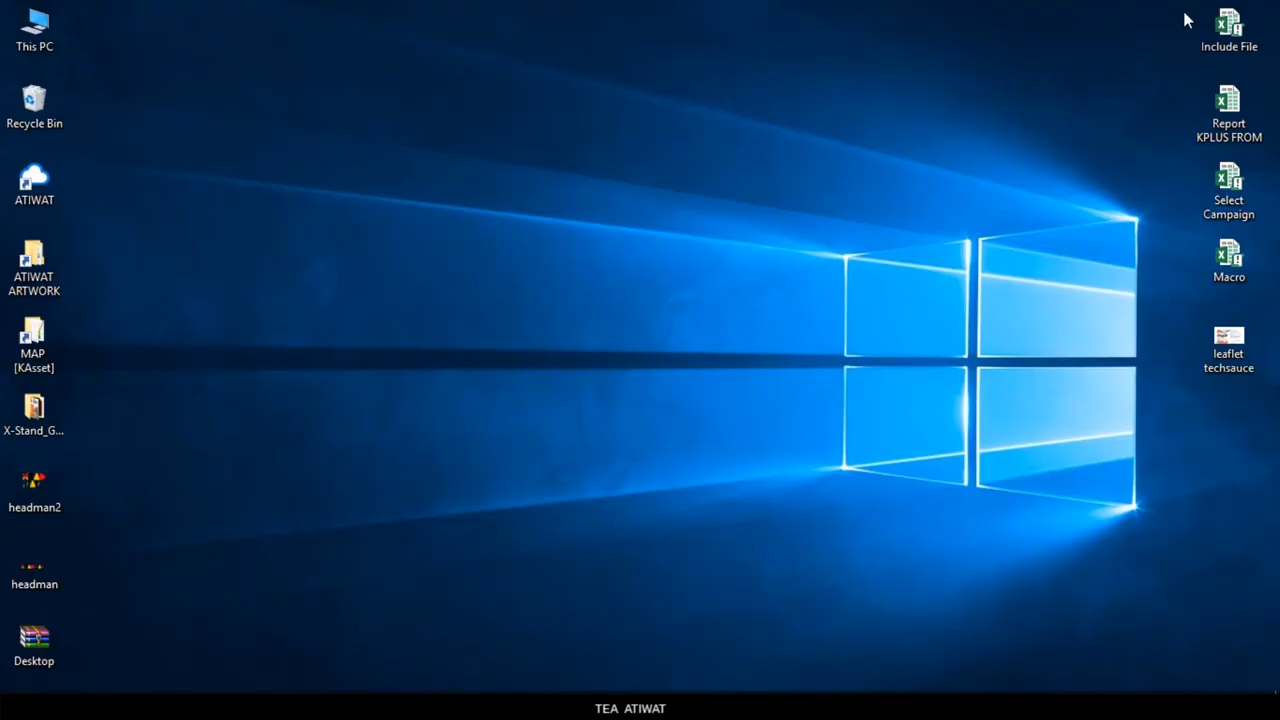 This PC
Recycle Bin
ATIWAT
ATIWAT
ARTWORK
MAP
[KAsset]
X-Stand_G...
headman2
headman
Desktop
Include File
Report
KPLUS FROM
Select
Campaign
Macro
leaflet
techsauce
TEA ATIWAT